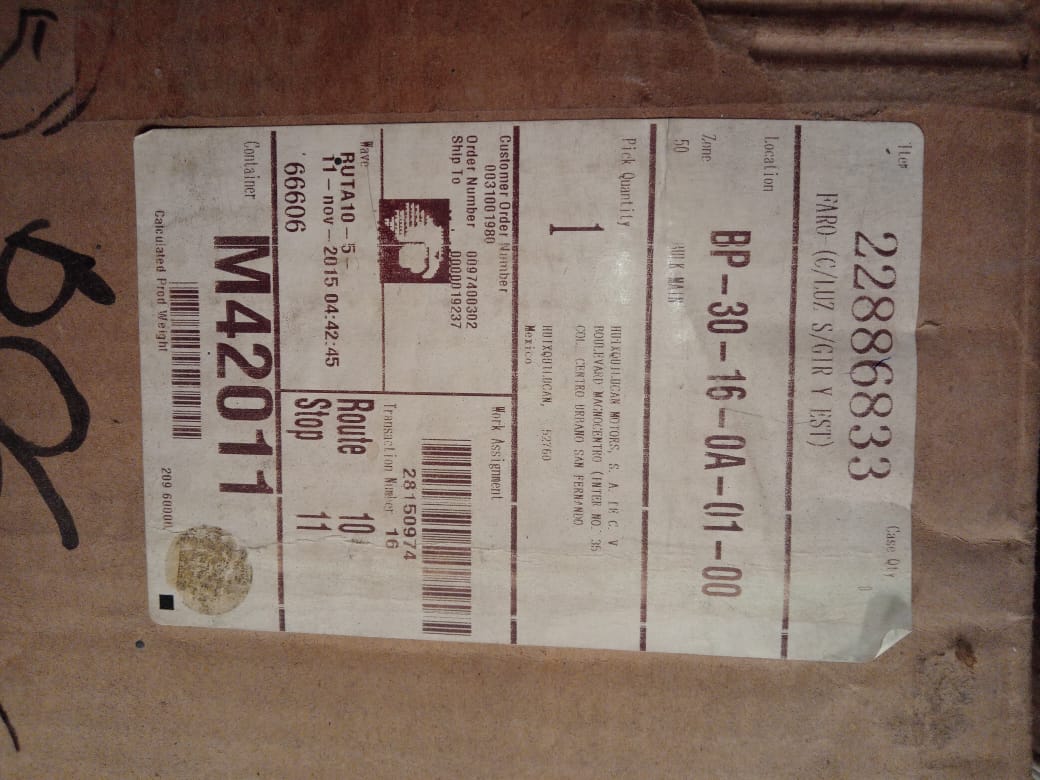 Item
22886833
Case Qty
0
FARO-(C/LUZ S/GIR Y EST)
Location
BP-30-16-0A-01-00
Zone
50
BULK MAIN
Pick Quantity
1
HUIXQUILUCAN MOTORS, S. A. DE C. V
BOULEVARD MAGNOCENTRO (INTER NO. 35
COL. CENTRO URBANO SAN FERNANDO
HUIXQUILUCAN, 52760
Mexico
Customer Order Number
0031001980
Order Number 0097400302
Ship To 0000019237
Work Assignment
28150974
Transaction Number 16
Wave
RUTA10-5-
11-nov-2015 04:42:45
66606
Route 10
Stop 11
Container
M42011
Calculated Prod Weight